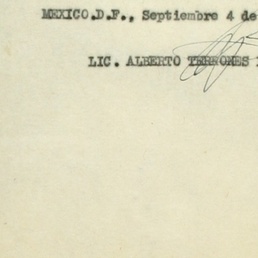 MEXICO.D.F., Septiembre 4 de
LIC. ALBERTO TERRONES